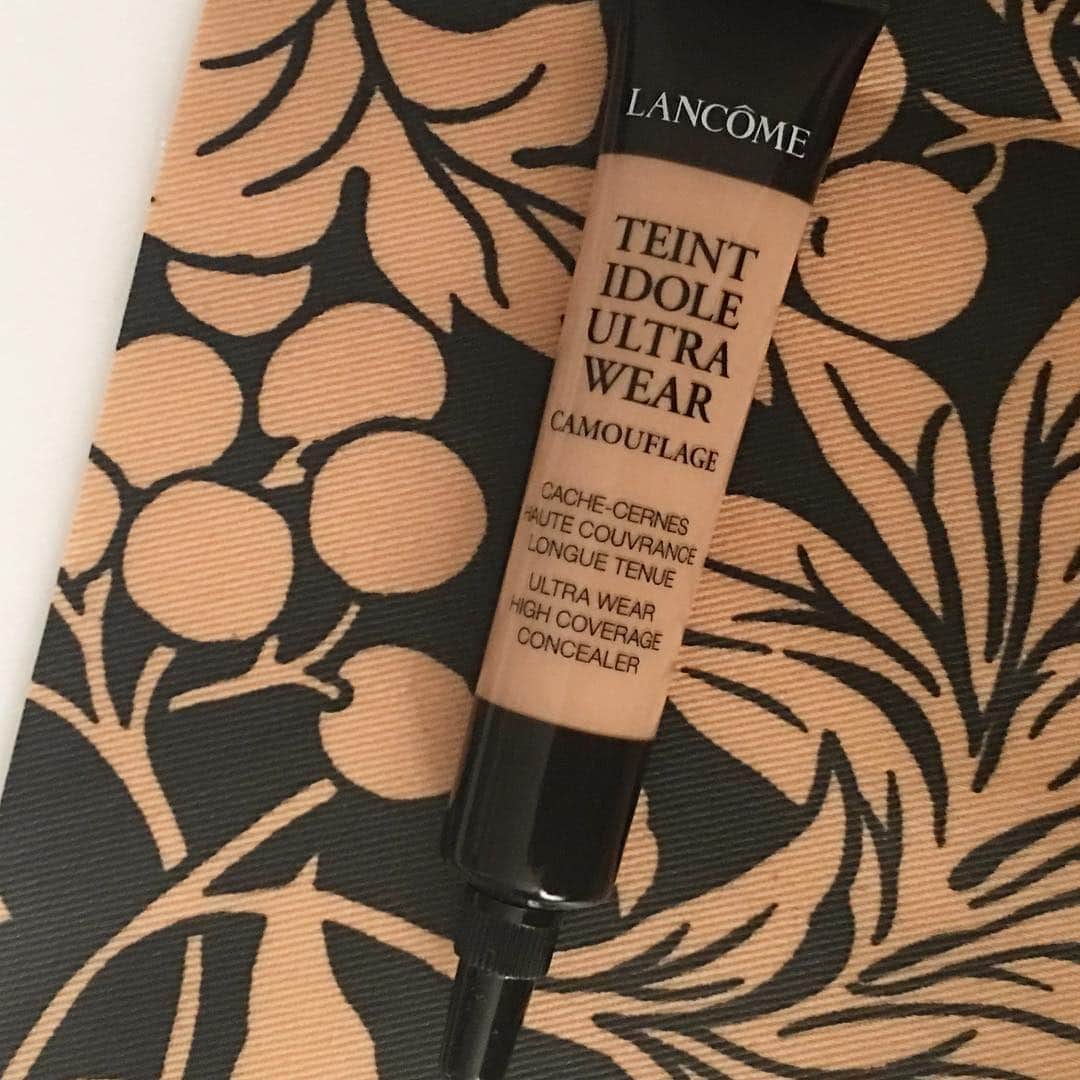 LANCÔME
TEINT
IDOLE
ULTRA
WEAR
CAMOUFLAGE
CACHE-CERNES
HAUTE COUVRANCE
LONGUE TENUE
ULTRA WEAR
HIGH COVERAGE
CONCEALER